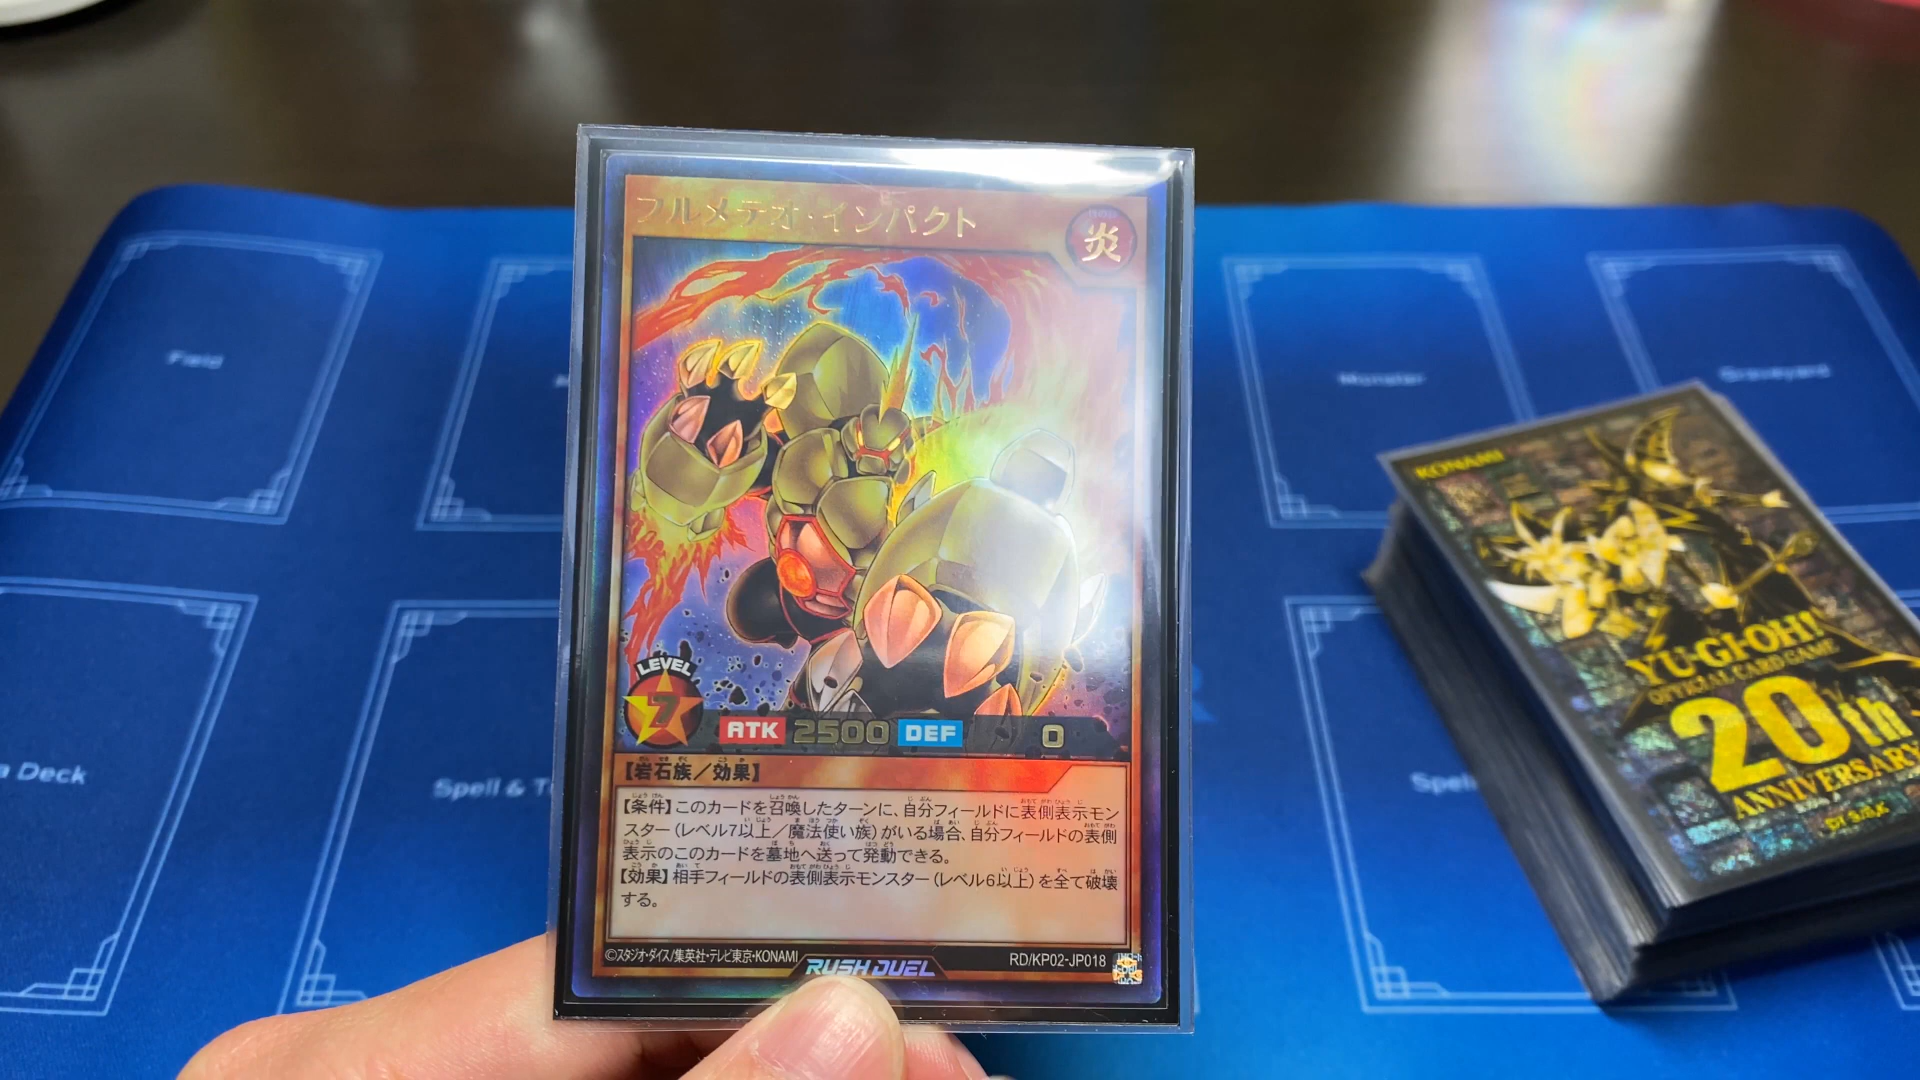 フルメテオ・インパクト
炎
LEVEL
7
ATK 2500 DEF 0
【岩石族／効果】
【条件】このカードを召喚したターンに、自分フィールドに表側表示モン
スター(レベル7以上／魔法使い族)がいる場合、自分フィールドの表側
表示のこのカードを墓地へ送って発動できる。
【効果】相手フィールドの表側表示モンスター(レベル6以上)を全て破壊
する。
©スタジオ・ダイス/集英社・テレビ東京・KONAMI
RUSH DUEL
RD/KP02-JP018
Field
Monster
Graveyard
a Deck
Spell & T
Spel
KONAMI
YU-GI-OH!
OFFICIAL CARD GAME
20th
ANNIVERSARY